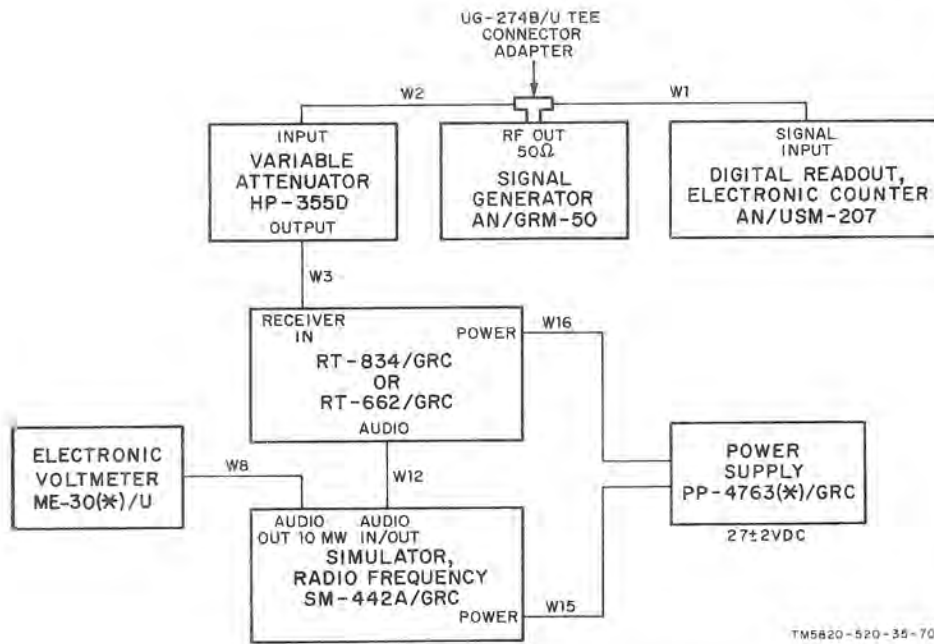 UG-274B/U TEE
CONNECTOR
ADAPTER
W2
W1
INPUT
VARIABLE
ATTENUATOR
HP-355D
OUTPUT
RF OUT
50Ω
SIGNAL
GENERATOR
AN/GRM-50
SIGNAL
INPUT
DIGITAL READOUT,
ELECTRONIC COUNTER
AN/USM-207
W3
RECEIVER
IN
POWER
RT-834/GRC
OR
RT-662/GRC
AUDIO
W16
ELECTRONIC
VOLTMETER
ME-30(*)/U
W8
W12
POWER
SUPPLY
PP-4763(*)/GRC
27±2VDC
AUDIO
OUT 10 MW
AUDIO
IN/OUT
SIMULATOR,
RADIO FREQUENCY
SM-442A/GRC
POWER
W15
TM5820-520-35-70